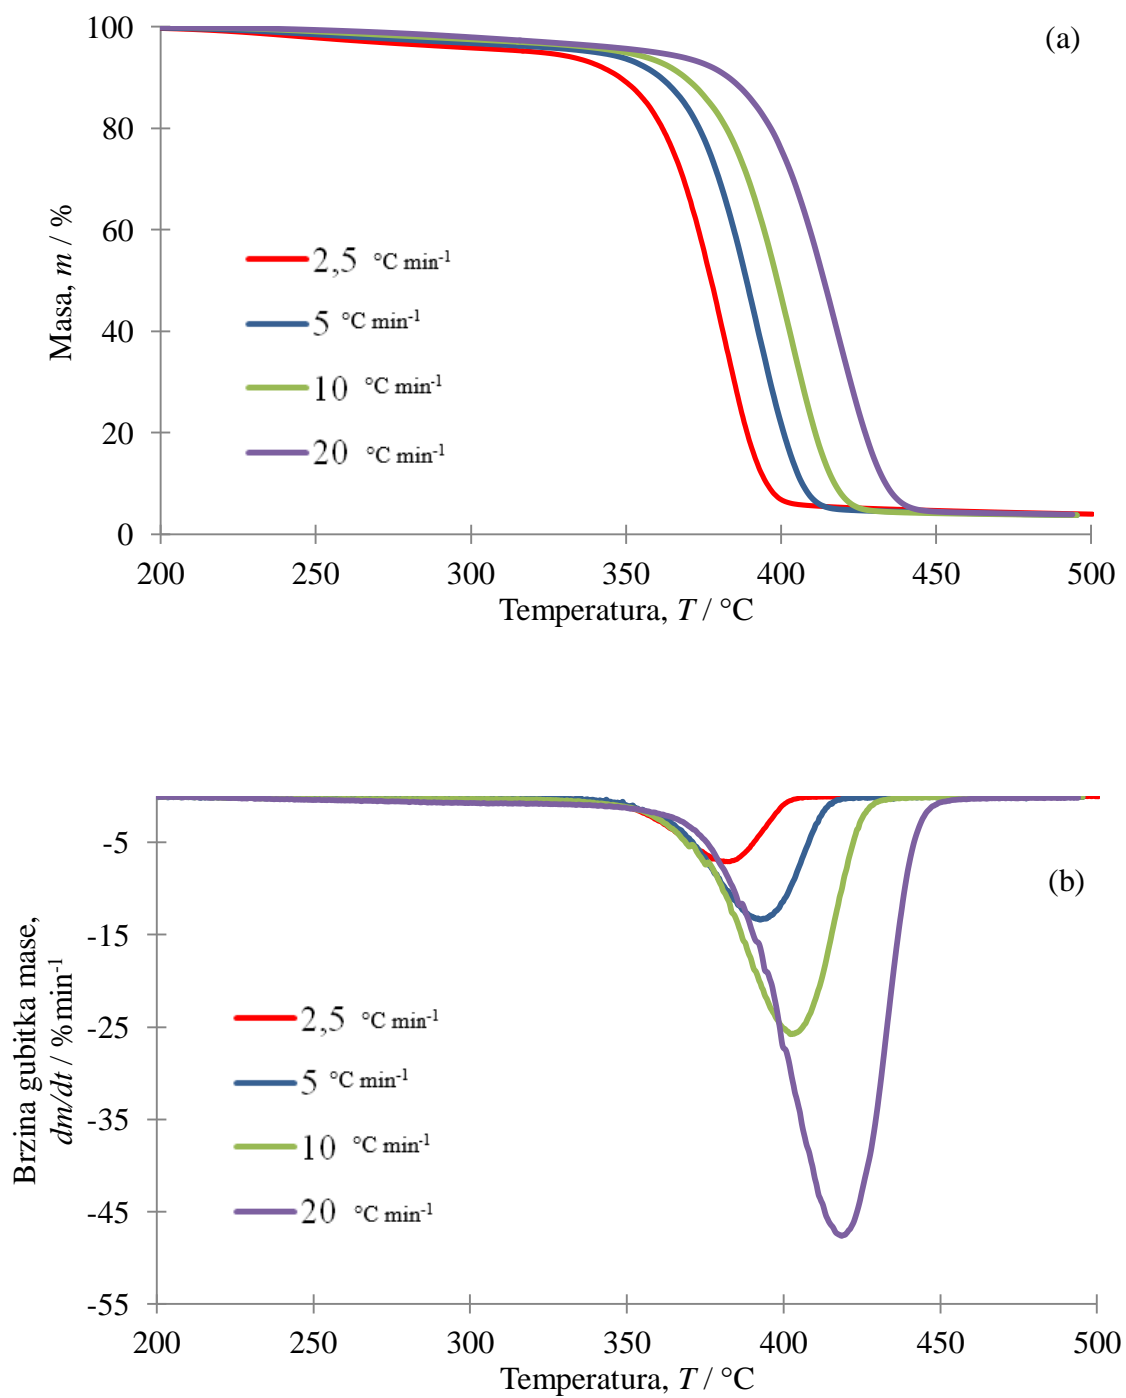 100
(a)
80
60
40
20
0
Masa, m / %
2,5 °C min-1
5 °C min-1
10 °C min-1
20 °C min-1
200 250 300 350 400 450 500
Temperatura, T / °C
-5
(b)
-15
-25
-35
-45
-55
Brzina gubitka mase,
dm/dt / %min-1
2,5 °C min-1
5 °C min-1
10 °C min-1
20 °C min-1
200 250 300 350 400 450 500
Temperatura, T / °C